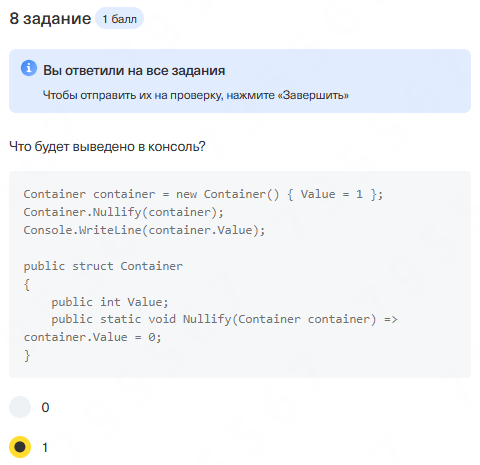 8 задание 1 балл
Вы ответили на все задания
Чтобы отправить их на проверку, нажмите «Завершить»
Что будет выведено в консоль?
Container container = new Container() { Value = 1 };
Container.Nullify(container);
Console.WriteLine(container.Value);
public struct Container
{
    public int Value;
    public static void Nullify(Container container) =>
container.Value = 0;
}
0
1